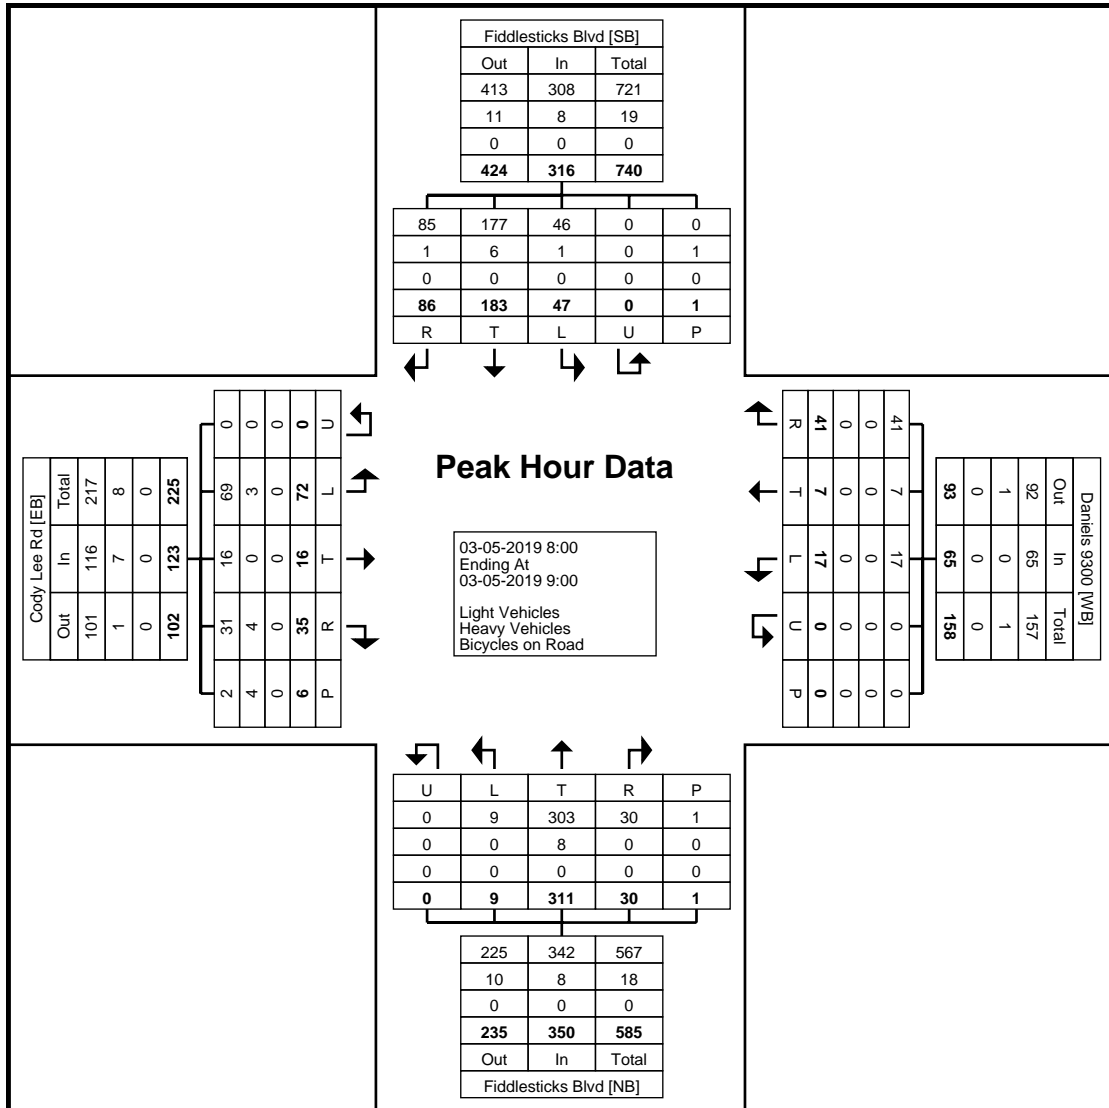 Fiddlesticks Blvd [SB]
Out In Total
413 308 721
11 8 19
0 0 0
424 316 740
85 177 46 0 0
1 6 1 0 1
0 0 0 0 0
86 183 47 0 1
R T L U P
Cody Lee Rd [EB]
Total In Out
217 116 101
8 7 1
0 0 0
225 123 102
0 69 16 31 2
0 3 0 4 4
0 0 0 0 0
0 72 16 35 6
U L T R P
Peak Hour Data
03-05-2019 8:00
Ending At
03-05-2019 9:00
Light Vehicles
Heavy Vehicles
Bicycles on Road
R T L U P
41 7 17 0 0
0 0 0 0 0
0 0 0 0 0
41 7 17 0 0
Daniels 9300 [WB]
Out In Total
92 65 157
1 0 1
0 0 0
93 65 158
U L T R P
0 9 303 30 1
0 0 8 0 0
0 0 0 0 0
0 9 311 30 1
225 342 567
10 8 18
0 0 0
235 350 585
Out In Total
Fiddlesticks Blvd [NB]